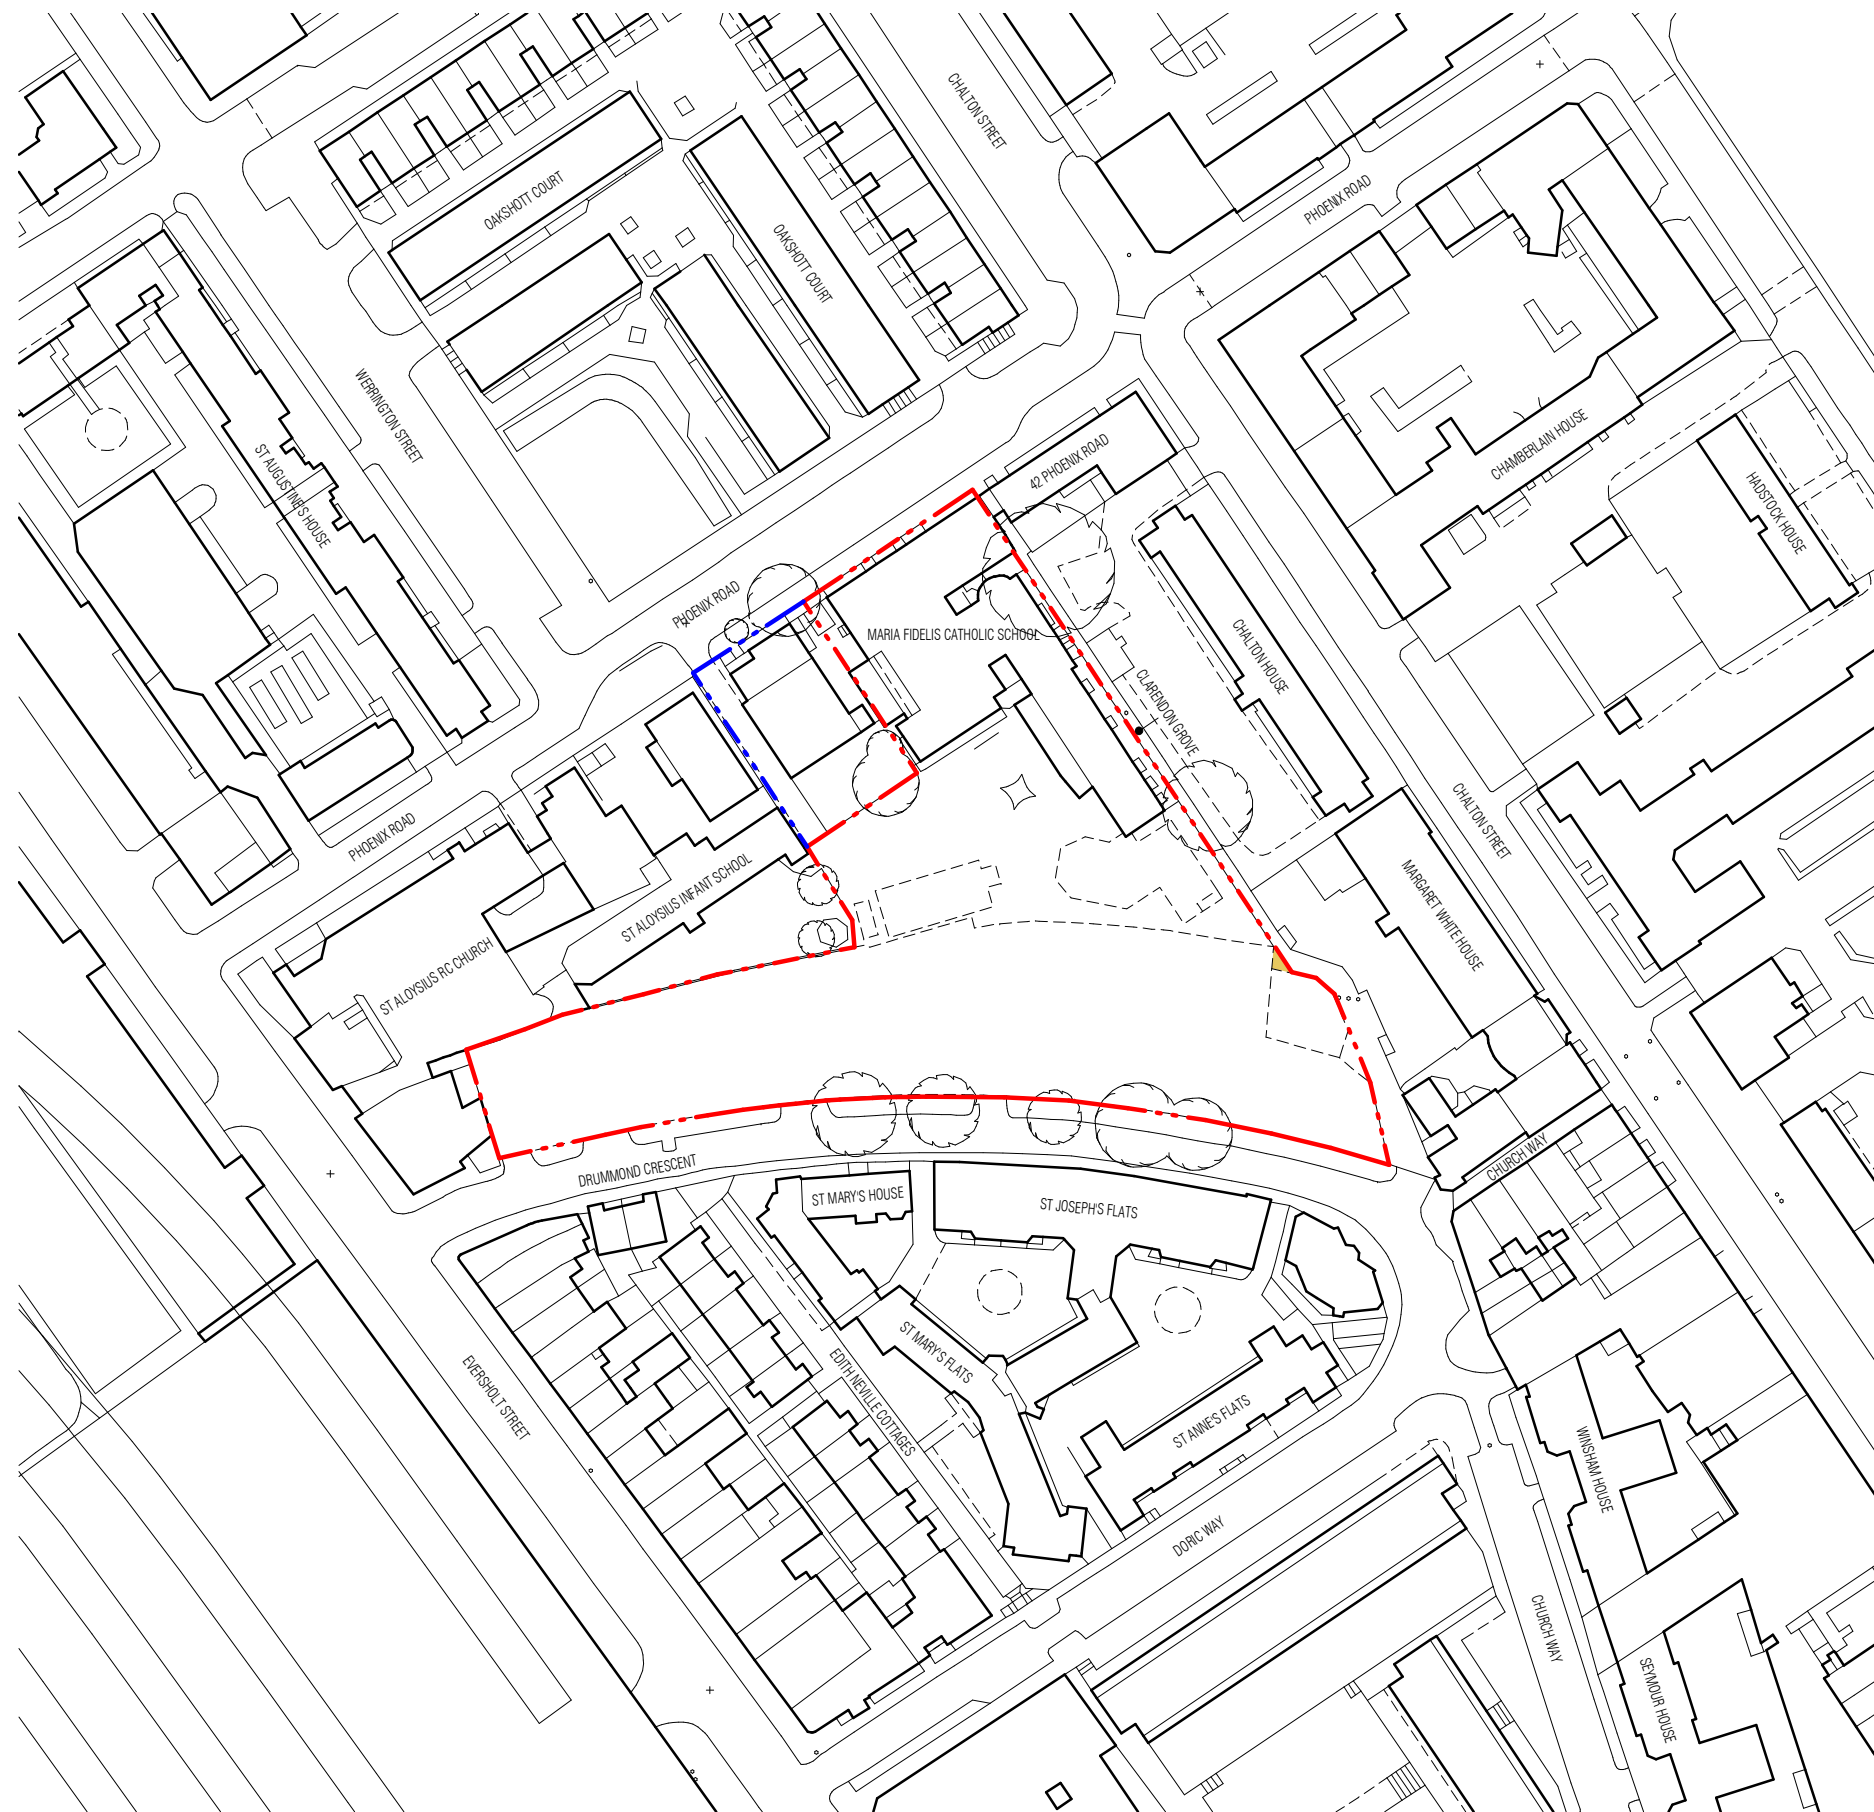 CHALTON STREET
OAKSHOTT COURT
PHOENIX ROAD
OAKSHOTT COURT
WERRINGTON STREET
42 PHOENIX ROAD
CHAMBERLAIN HOUSE
ST AUGUSTINE'S HOUSE
HADSTOCK HOUSE
PHOENIX ROAD
MARIA FIDELIS CATHOLIC SCHOOL
CHALTON HOUSE
CLARENDON GROVE
PHOENIX ROAD
CHALTON STREET
ST ALOYSIUS INFANT SCHOOL
MARGARET WHITE HOUSE
ST ALOYSIUS RC CHURCH
DRUMMOND CRESCENT
CHURCH WAY
ST MARY'S HOUSE
ST JOSEPH'S FLATS
ST MARY'S FLATS
EVERSHOLT STREET
EDITH NEVILLE COTTAGES
ST ANNE'S FLATS
WINSHAM HOUSE
DORIC WAY
CHURCH WAY
SEYMOUR HOUSE